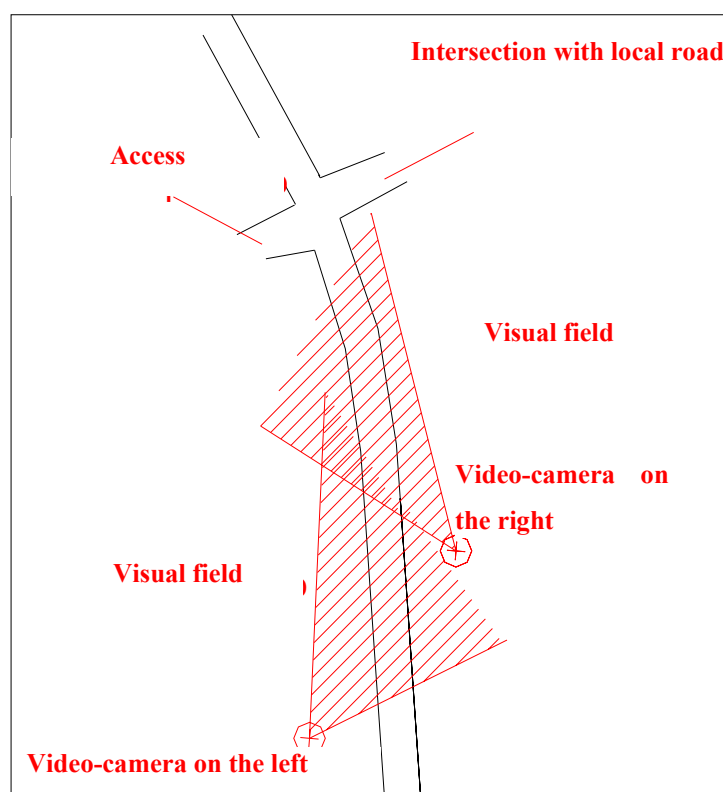 Intersection with local road
Access
Visual field
Video-camera on
the right
Visual field
Video-camera on the left